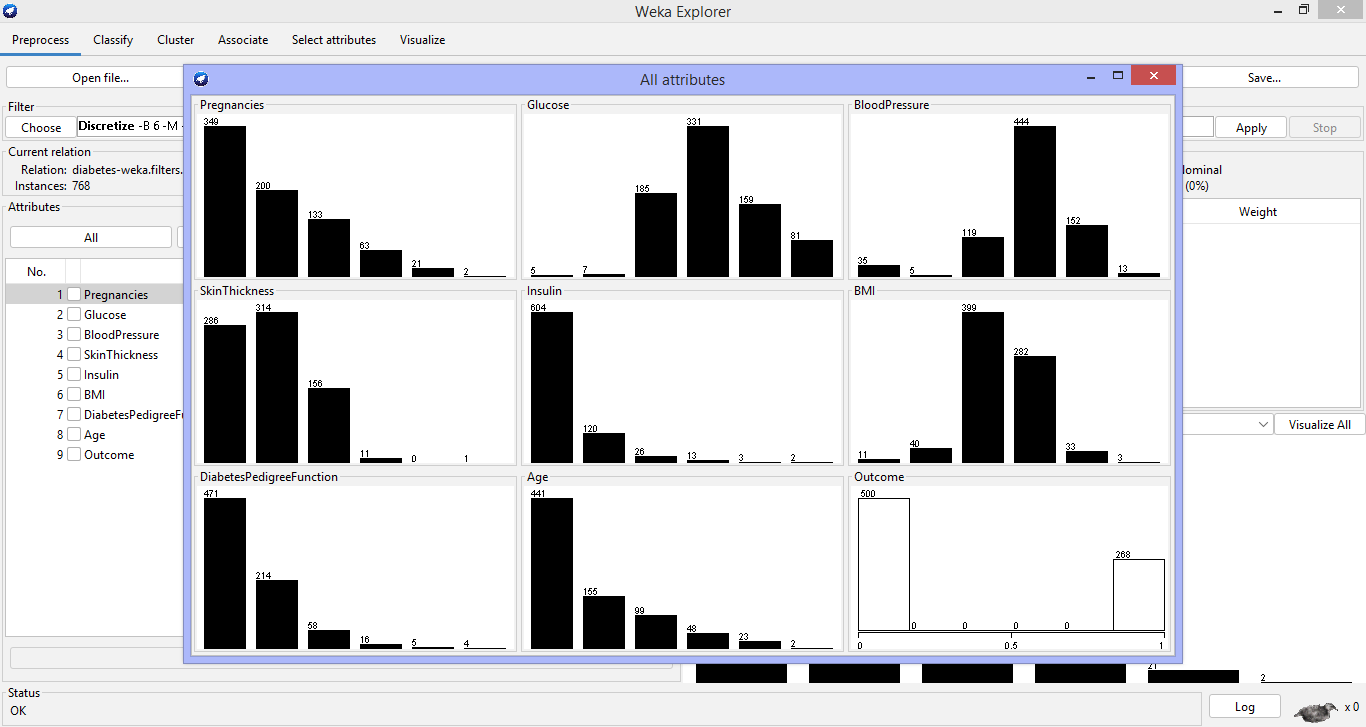 Weka Explorer
Preprocess Classify Cluster Associate Select attributes Visualize
Open file...
Save...
Filter
Choose
Discretize -B 6 -M
Apply
Stop
Current relation
Relation: diabetes-weka.filters.
Instances: 768
Attributes
All
No.
1 Pregnancies
2 Glucose
3 BloodPressure
4 SkinThickness
5 Insulin
6 BMI
7 DiabetesPedigreeFu
8 Age
9 Outcome
All attributes
Pregnancies
349
200
133
63
21
2
Glucose
5
7
185
331
159
81
BloodPressure
35
5
119
444
152
13
SkinThickness
286
314
156
11
0
1
Insulin
604
120
26
13
3
2
BMI
11
40
399
282
33
3
DiabetesPedigreeFunction
471
214
58
16
5
4
Age
441
155
99
48
23
2
Outcome
500
0
0
0
0
268
0 0.5 1
Nominal
(0%)
Weight
Visualize All
21
2
Status
OK
Log
x 0